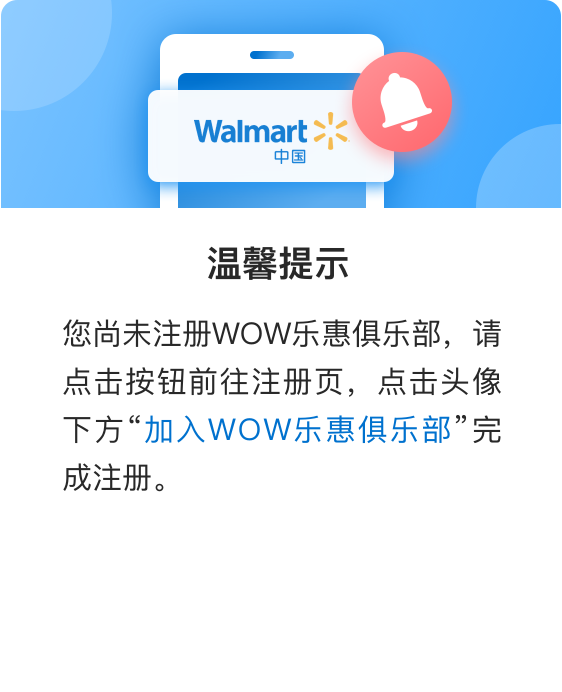 Walmart
中国
温馨提示
您尚未注册WOW乐惠俱乐部，请
点击按钮前往注册页，点击头像
下方“加入WOW乐惠俱乐部”完
成注册。